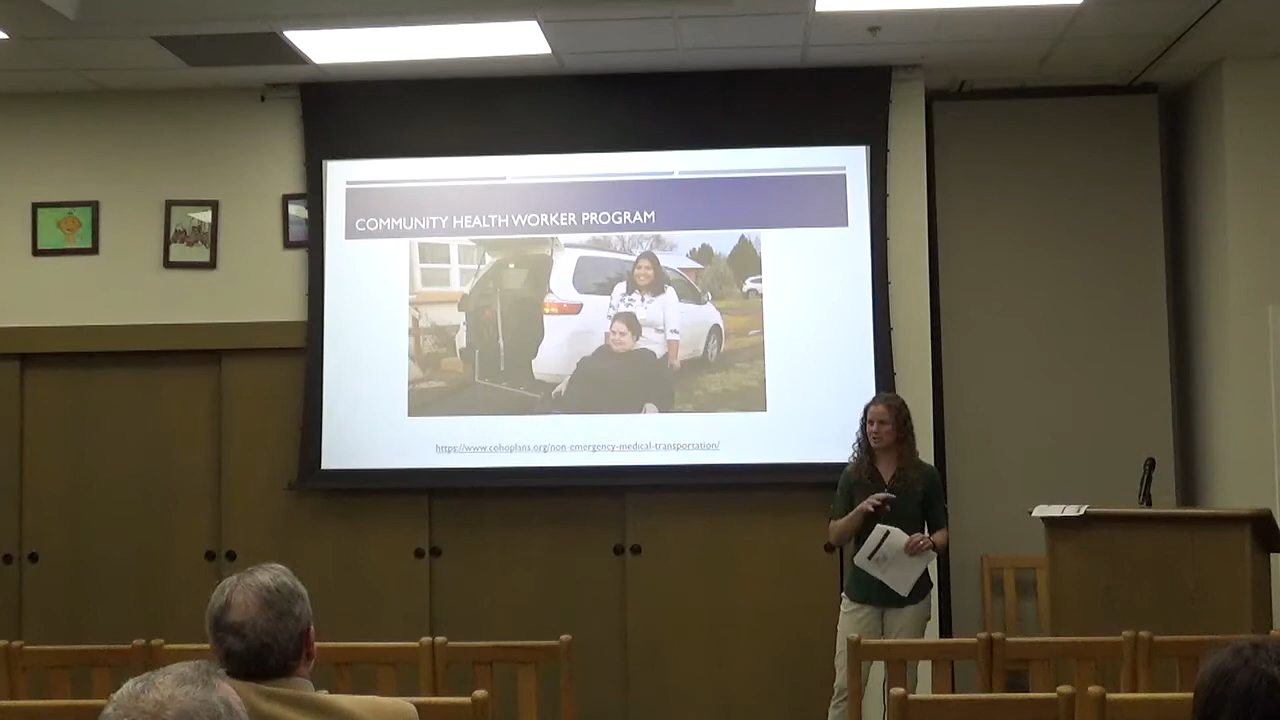 COMMUNITY HEALTH WORKER PROGRAM
https://www.cohoplans.org/non-emergency-medical-transportation/